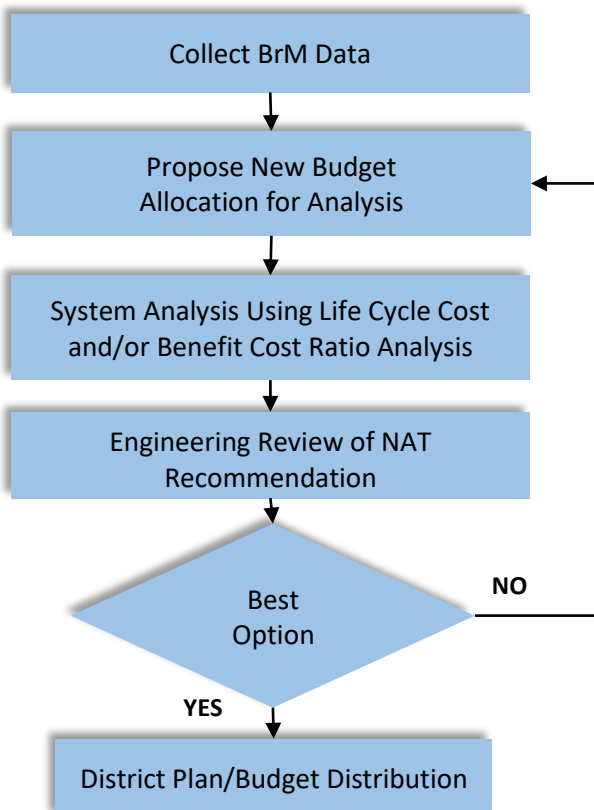 Collect BrM Data
Propose New Budget
Allocation for Analysis
System Analysis Using Life Cycle Cost
and/or Benefit Cost Ratio Analysis
Engineering Review of NAT
Recommendation
Best
Option
NO
YES
District Plan/Budget Distribution